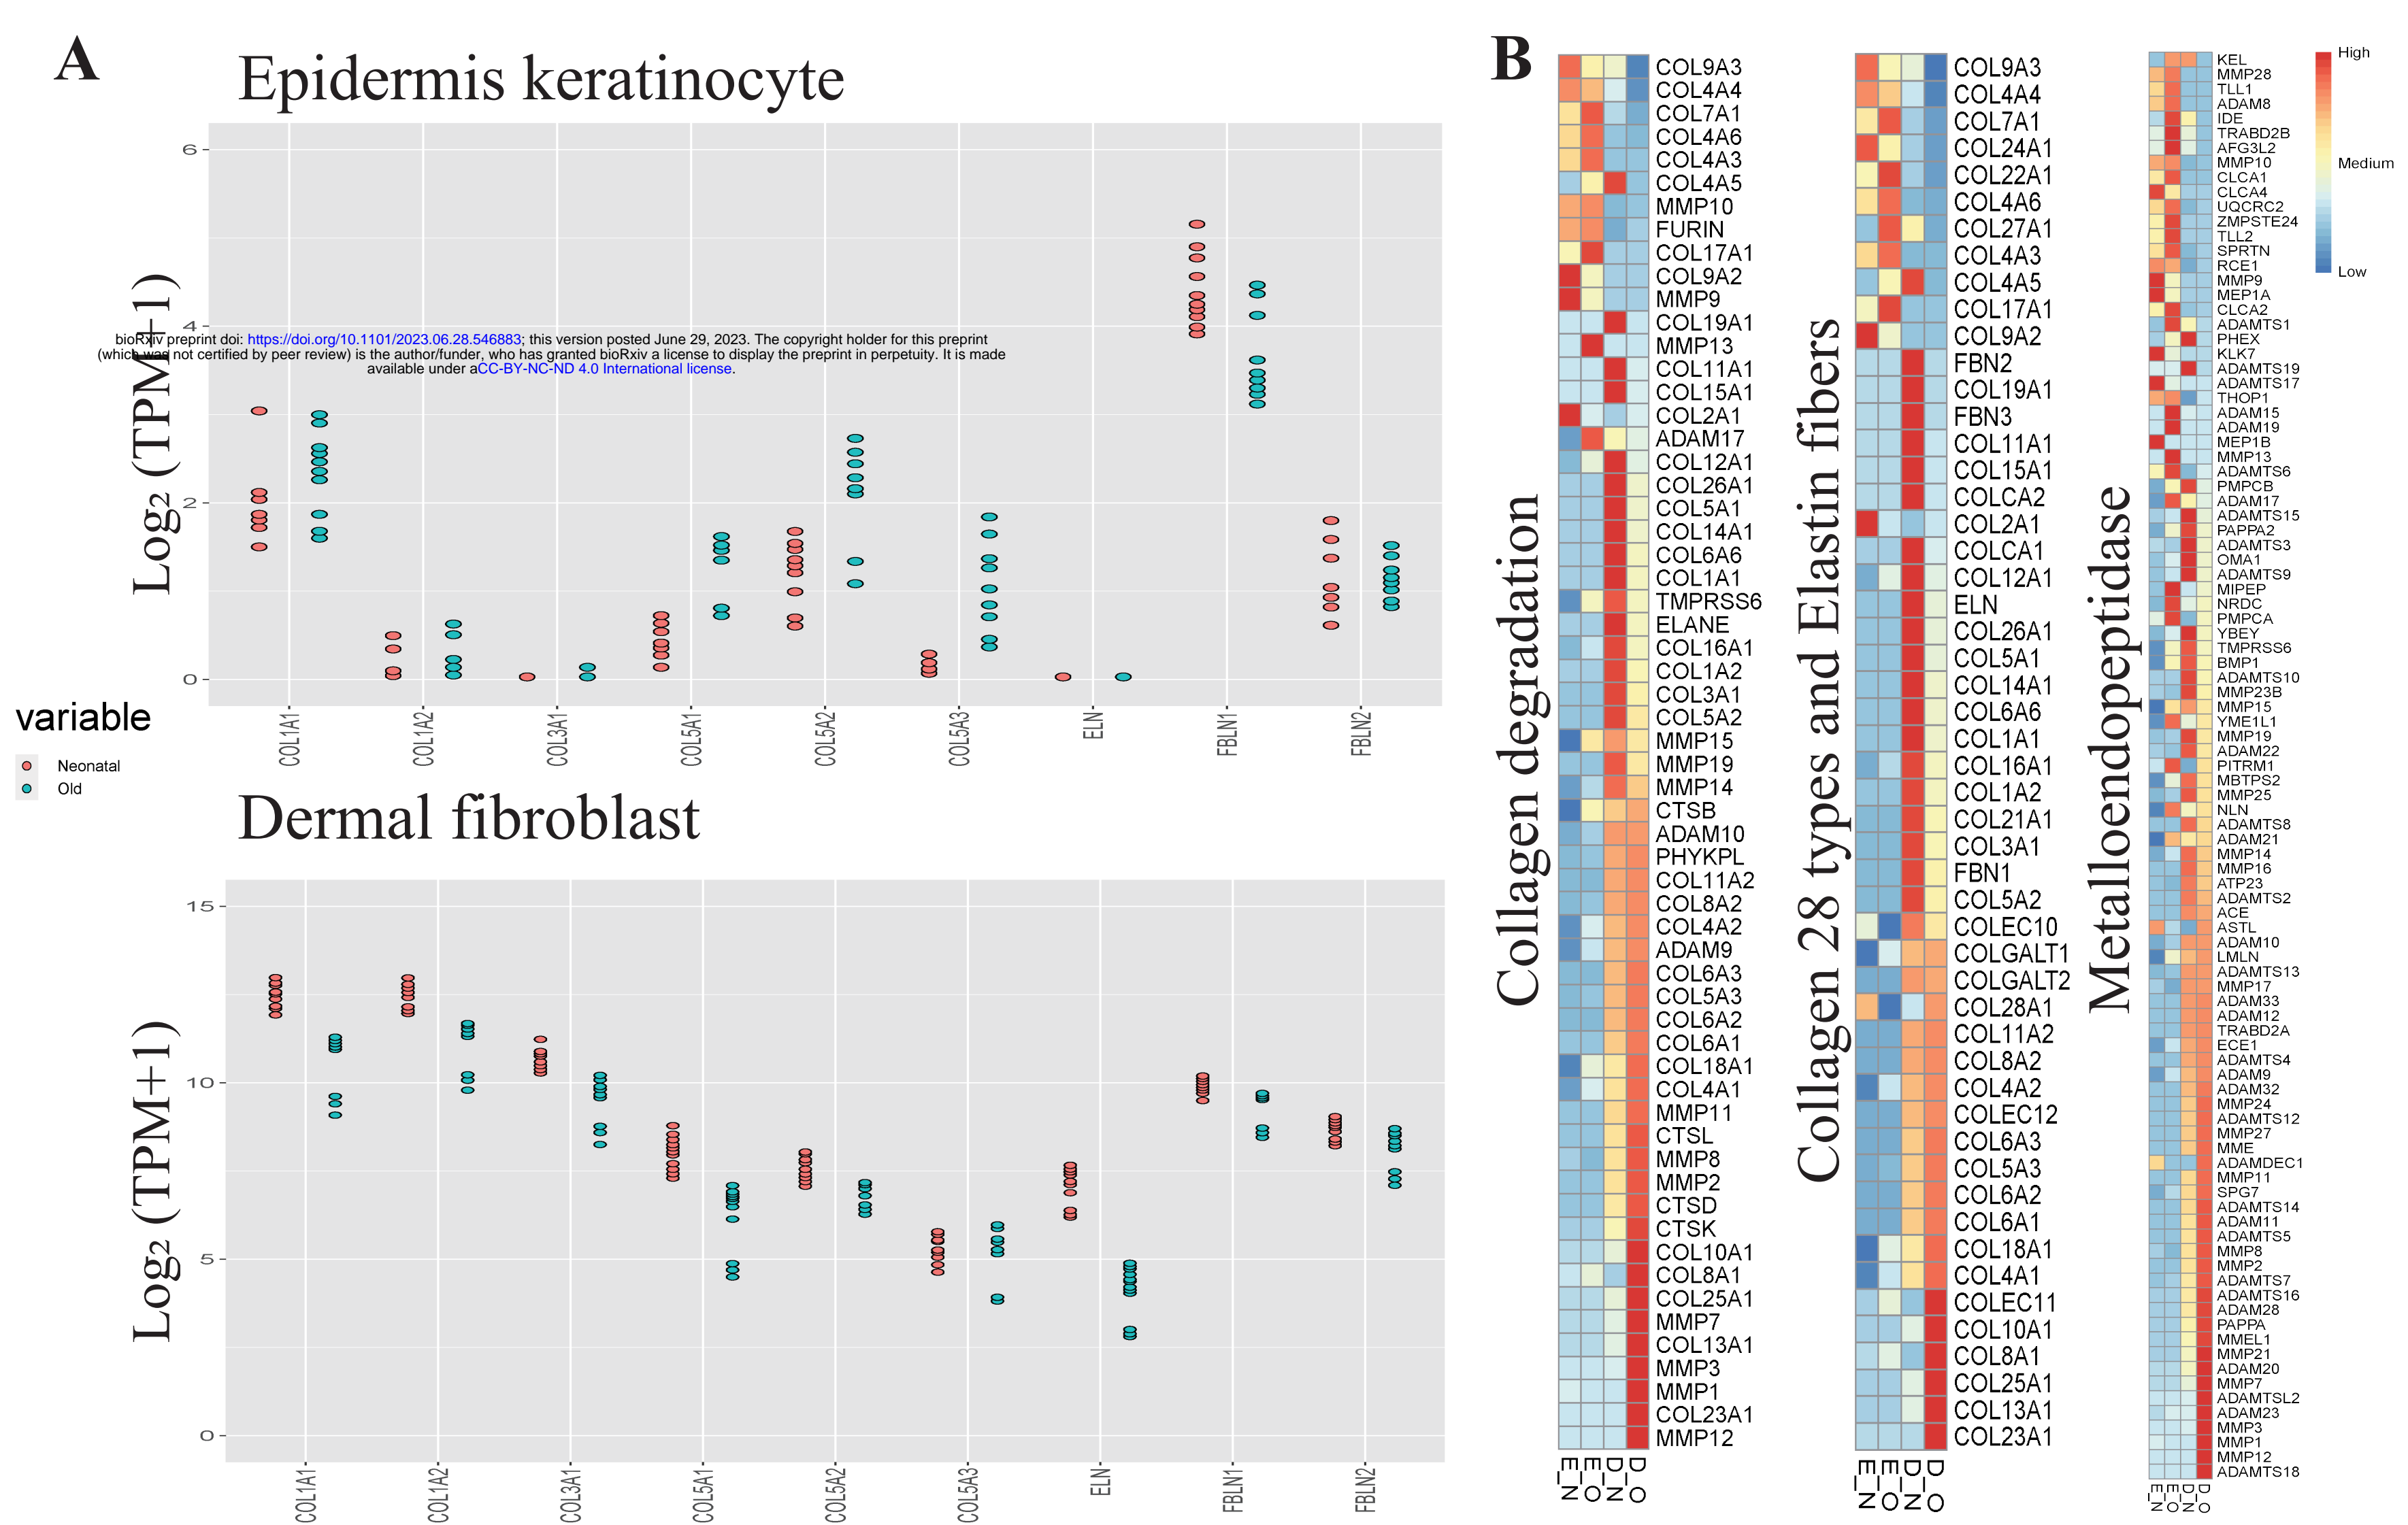 A
Epidermis keratinocyte
Log2 (TPM+1)
6
4
2
0
bioRxiv preprint doi: https://doi.org/10.1101/2023.06.28.546883; this version posted June 29, 2023. The copyright holder for this preprint
(which was not certified by peer review) is the author/funder, who has granted bioRxiv a license to display the preprint in perpetuity. It is made
available under aCC-BY-NC-ND 4.0 International license.
COL1A1
COL1A2
COL3A1
COL5A1
COL5A2
COL5A3
ELN
FBLN1
FBLN2
variable
Neonatal
Old
Dermal fibroblast
Log2 (TPM+1)
15
10
5
0
COL1A1
COL1A2
COL3A1
COL5A1
COL5A2
COL5A3
ELN
FBLN1
FBLN2
B
Collagen degradation
COL9A3
COL4A4
COL7A1
COL4A6
COL4A3
COL4A5
MMP10
FURIN
COL17A1
COL9A2
MMP9
COL19A1
MMP13
COL11A1
COL15A1
COL2A1
ADAM17
COL12A1
COL26A1
COL5A1
COL14A1
COL6A6
COL1A1
TMPRSS6
ELANE
COL16A1
COL1A2
COL3A1
COL5A2
MMP15
MMP19
MMP14
CTSB
ADAM10
PHYKPL
COL11A2
COL8A2
COL4A2
ADAM9
COL6A3
COL5A3
COL6A2
COL6A1
COL18A1
COL4A1
MMP11
CTSL
MMP8
MMP2
CTSD
CTSK
COL10A1
COL8A1
COL25A1
MMP7
COL13A1
MMP3
MMP1
COL23A1
MMP12
E_N
E_O
D_N
D_O
Collagen 28 types and Elastin fibers
COL9A3
COL4A4
COL7A1
COL24A1
COL22A1
COL4A6
COL27A1
COL4A3
COL4A5
COL17A1
COL9A2
FBN2
COL19A1
FBN3
COL11A1
COL15A1
COLCA2
COL2A1
COLCA1
COL12A1
ELN
COL26A1
COL5A1
COL14A1
COL6A6
COL1A1
COL16A1
COL1A2
COL21A1
COL3A1
FBN1
COL5A2
COLEC10
COLGALT1
COLGALT2
COL28A1
COL11A2
COL8A2
COL4A2
COLEC12
COL6A3
COL5A3
COL6A2
COL6A1
COL18A1
COL4A1
COLEC11
COL10A1
COL8A1
COL25A1
COL13A1
COL23A1
E_N
E_O
D_N
D_O
Metalloendopeptidase
KEL
MMP28
TLL1
ADAM8
IDE
TRABD2B
AFG3L2
MMP10
CLCA1
CLCA4
UQCRC2
ZMPSTE24
TLL2
SPRTN
RCE1
MMP9
MEP1A
CLCA2
ADAMTS1
PHEX
KLK7
ADAMTS19
ADAMTS17
THOP1
ADAM15
ADAM19
MEP1B
MMP13
ADAMTS6
PMPCB
ADAM17
ADAMTS15
PAPPA2
ADAMTS3
OMA1
ADAMTS9
MIPEP
NRDC
PMPCA
YBEY
TMPRSS6
BMP1
ADAMTS10
MMP23B
MMP15
YME1L1
MMP19
ADAM22
PITRM1
MBTPS2
MMP25
NLN
ADAMTS8
ADAM21
MMP14
MMP16
ATP23
ADAMTS2
ACE
ASTL
ADAM10
LMLN
ADAMTS13
MMP17
ADAM33
ADAM12
TRABD2A
ECE1
ADAMTS4
ADAM9
ADAM32
MMP24
ADAMTS12
MMP27
MME
ADAMDEC1
MMP11
SPG7
ADAMTS14
ADAM11
ADAMTS5
MMP8
MMP2
ADAMTS7
ADAMTS16
ADAM28
PAPPA
MMEL1
MMP21
ADAM20
MMP7
ADAMTSL2
ADAM23
MMP3
MMP1
MMP12
ADAMTS18
E_N
E_O
D_N
D_O
High
Medium
Low